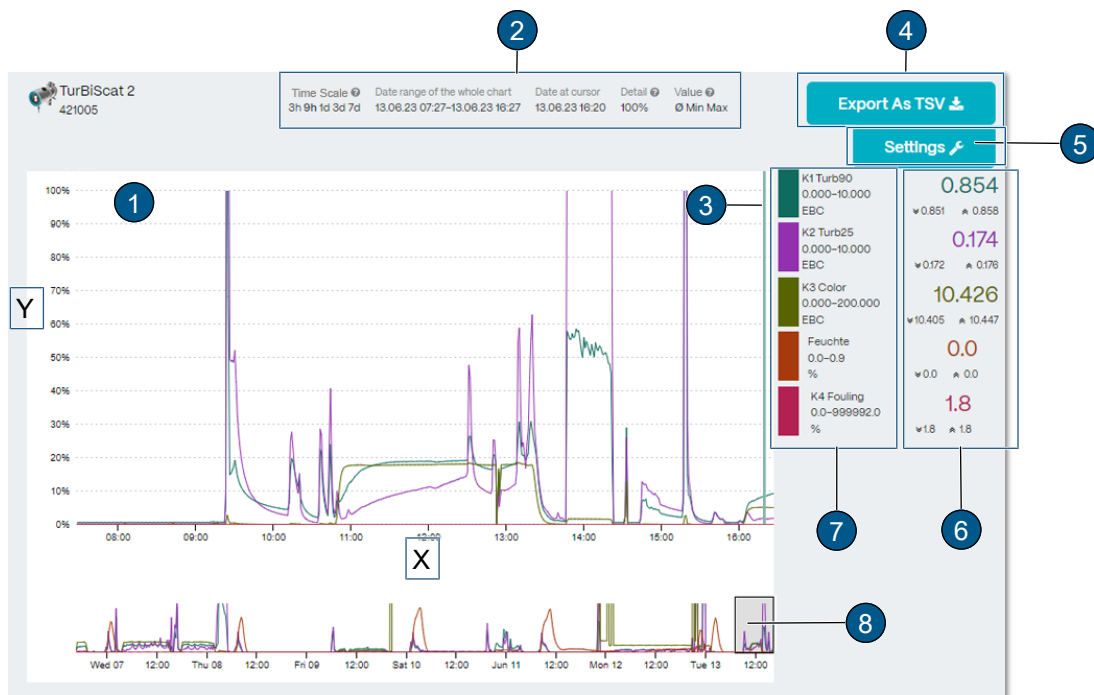 2
4
TurBiScat 2
421005
Time Scale Date range of the whole chart Date at cursor Detail Value
3h 9h 1d 3d 7d 13.06.23 07:27–13.06.23 16:27 13.06.23 16:20 100% Ø Min Max
Export As TSV
Settings
5
1
3
100%
90%
80%
70%
60%
50%
40%
30%
20%
10%
0%
Y
K1 Turb90
0.000–10.000
EBC
0.854
0.851 0.858
K2 Turb25
0.000–10.000
EBC
0.174
0.172 0.176
K3 Color
0.000–200.000
EBC
10.426
10.405 10.447
Feuchte
0.0–0.9
%
0.0
0.0 0.0
K4 Fouling
0.0–999992.0
%
1.8
1.8 1.8
08:00 09:00 10:00 11:00 12:00 13:00 14:00 15:00 16:00
X
7
6
8
Wed 07 12:00 Thu 08 12:00 Fri 09 12:00 Sat 10 12:00 Jun 11 12:00 Mon 12 12:00 Tue 13 12:00